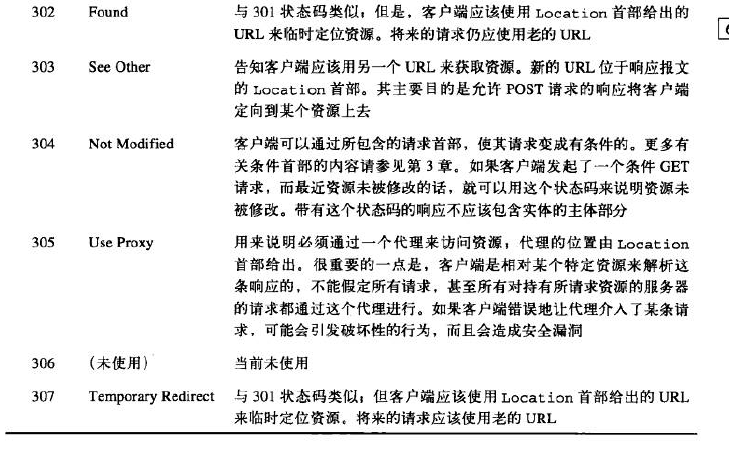 302 Found 与 301 状态码类似；但是，客户端应该使用 Location 首部给出的
URL 来临时定位资源。将来的请求仍应使用老的 URL
303 See Other 告知客户端应该用另一个 URL 来获取资源。新的 URL 位于响应报文
的 Location 首部。其主要目的是允许 POST 请求的响应将客户端
定向到某个资源上去
304 Not Modified 客户端可以通过所包含的请求首部，使其请求变成有条件的。更多有
关条件首部的内容请参见第 3 章。如果客户端发起了一个条件 GET
请求，而最近资源未被修改的话，就可以用这个状态码来说明资源未
被修改。带有这个状态码的响应不应该包含实体的主体部分
305 Use Proxy 用来说明必须通过一个代理来访问资源；代理的位置由 Location
首部给出。很重要的一点是，客户端是相对某个特定资源来解析这
条响应的，不能假定所有请求，甚至所有对持有所请求资源的服务器
的请求都通过这个代理进行。如果客户端错误地让代理介入了某条请
求，可能会引发破坏性的行为，而且会造成安全漏洞
306 （未使用） 当前未使用
307 Temporary Redirect 与 301 状态码类似；但客户端应该使用 Location 首部给出的 URL
来临时定位资源。将来的请求应该使用老的 URL